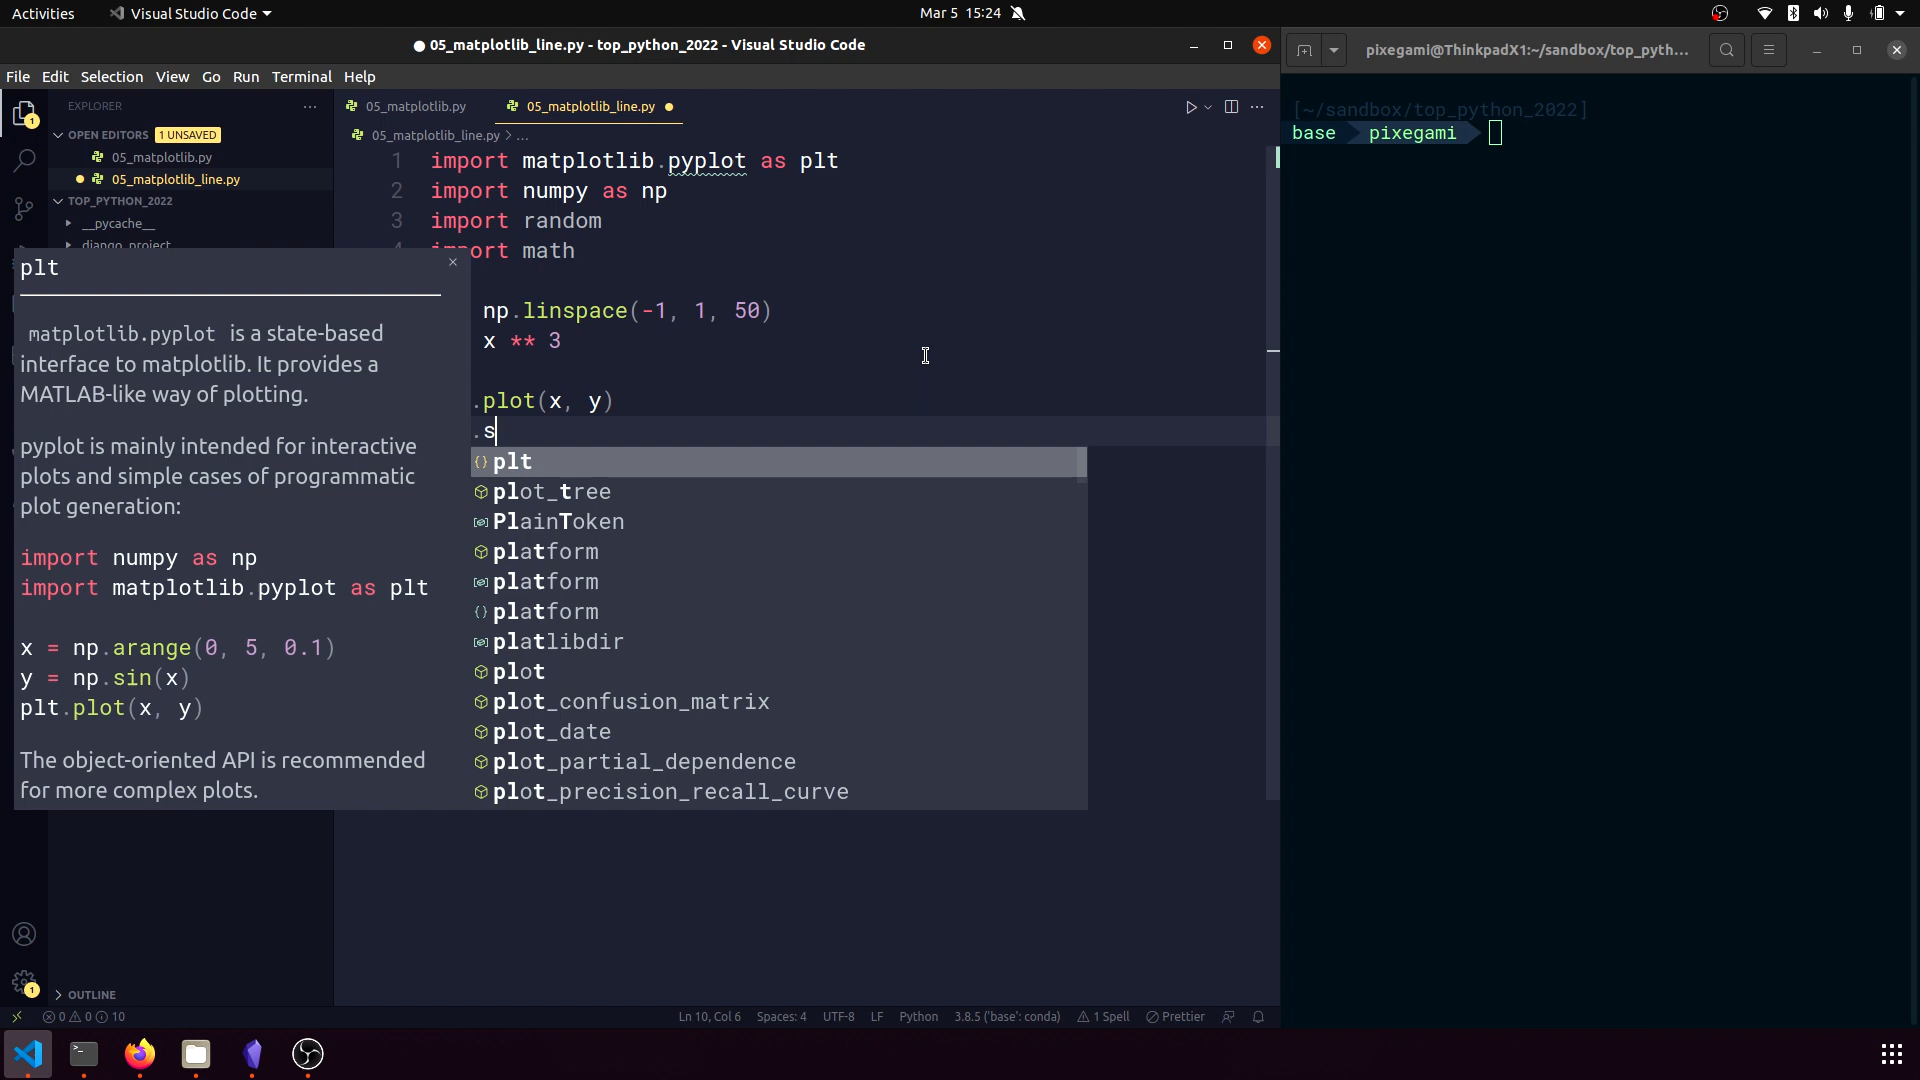 Activities
Visual Studio Code
Mar 5 15:24
05_matplotlib_line.py - top_python_2022 - Visual Studio Code
pixegami@ThinkpadX1:~/sandbox/top_pyth...
File Edit Selection View Go Run Terminal Help
EXPLORER
OPEN EDITORS 1 UNSAVED
05_matplotlib.py
05_matplotlib_line.py
TOP_PYTHON_2022
__pycache__
django_project
05_matplotlib.py
05_matplotlib_line.py
05_matplotlib_line.py > ...
1 import matplotlib.pyplot as plt
2 import numpy as np
3 import random
4 import math
np.linspace(-1, 1, 50)
x ** 3
.plot(x, y)
.s
plt
matplotlib.pyplot is a state-based
interface to matplotlib. It provides a
MATLAB-like way of plotting.
pyplot is mainly intended for interactive
plots and simple cases of programmatic
plot generation:
import numpy as np
import matplotlib.pyplot as plt
x = np.arange(0, 5, 0.1)
y = np.sin(x)
plt.plot(x, y)
The object-oriented API is recommended
for more complex plots.
plt
plot_tree
PlainToken
platform
platform
platform
platlibdir
plot
plot_confusion_matrix
plot_date
plot_partial_dependence
plot_precision_recall_curve
[~/sandbox/top_python_2022]
base pixegami
OUTLINE
1
1
0 0 10
Ln 10, Col 6 Spaces: 4 UTF-8 LF Python 3.8.5 ('base': conda) 1 Spell Prettier